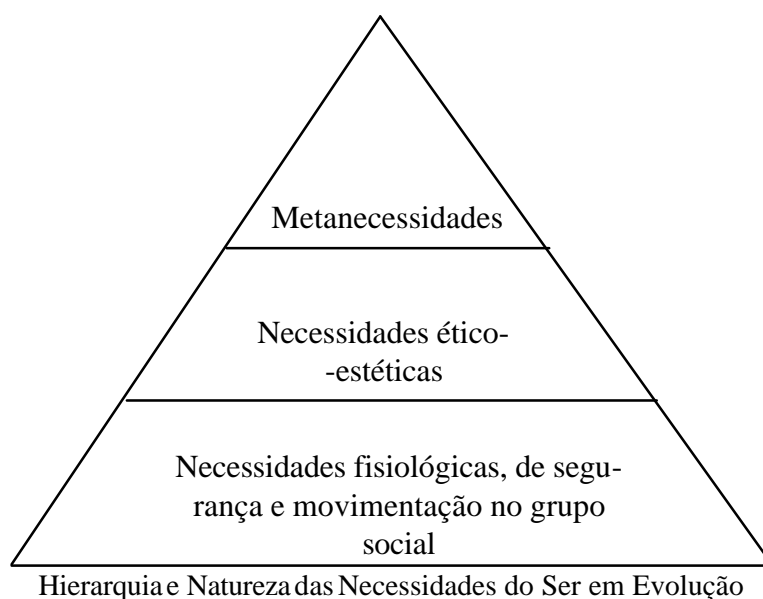 Metanecessidades
Necessidades ético-
-estéticas
Necessidades fisiológicas, de segu-
rança e movimentação no grupo
social
Hierarquia e Natureza das Necessidades do Ser em Evolução